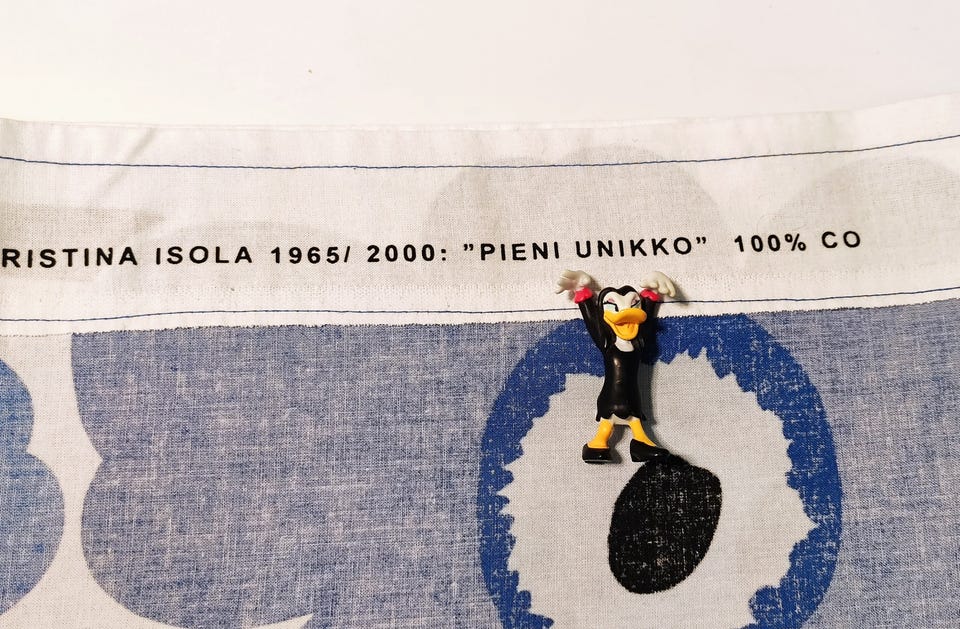 RISTINA ISOLA 1965/ 2000: ”PIENI UNIKKO” 100% CO